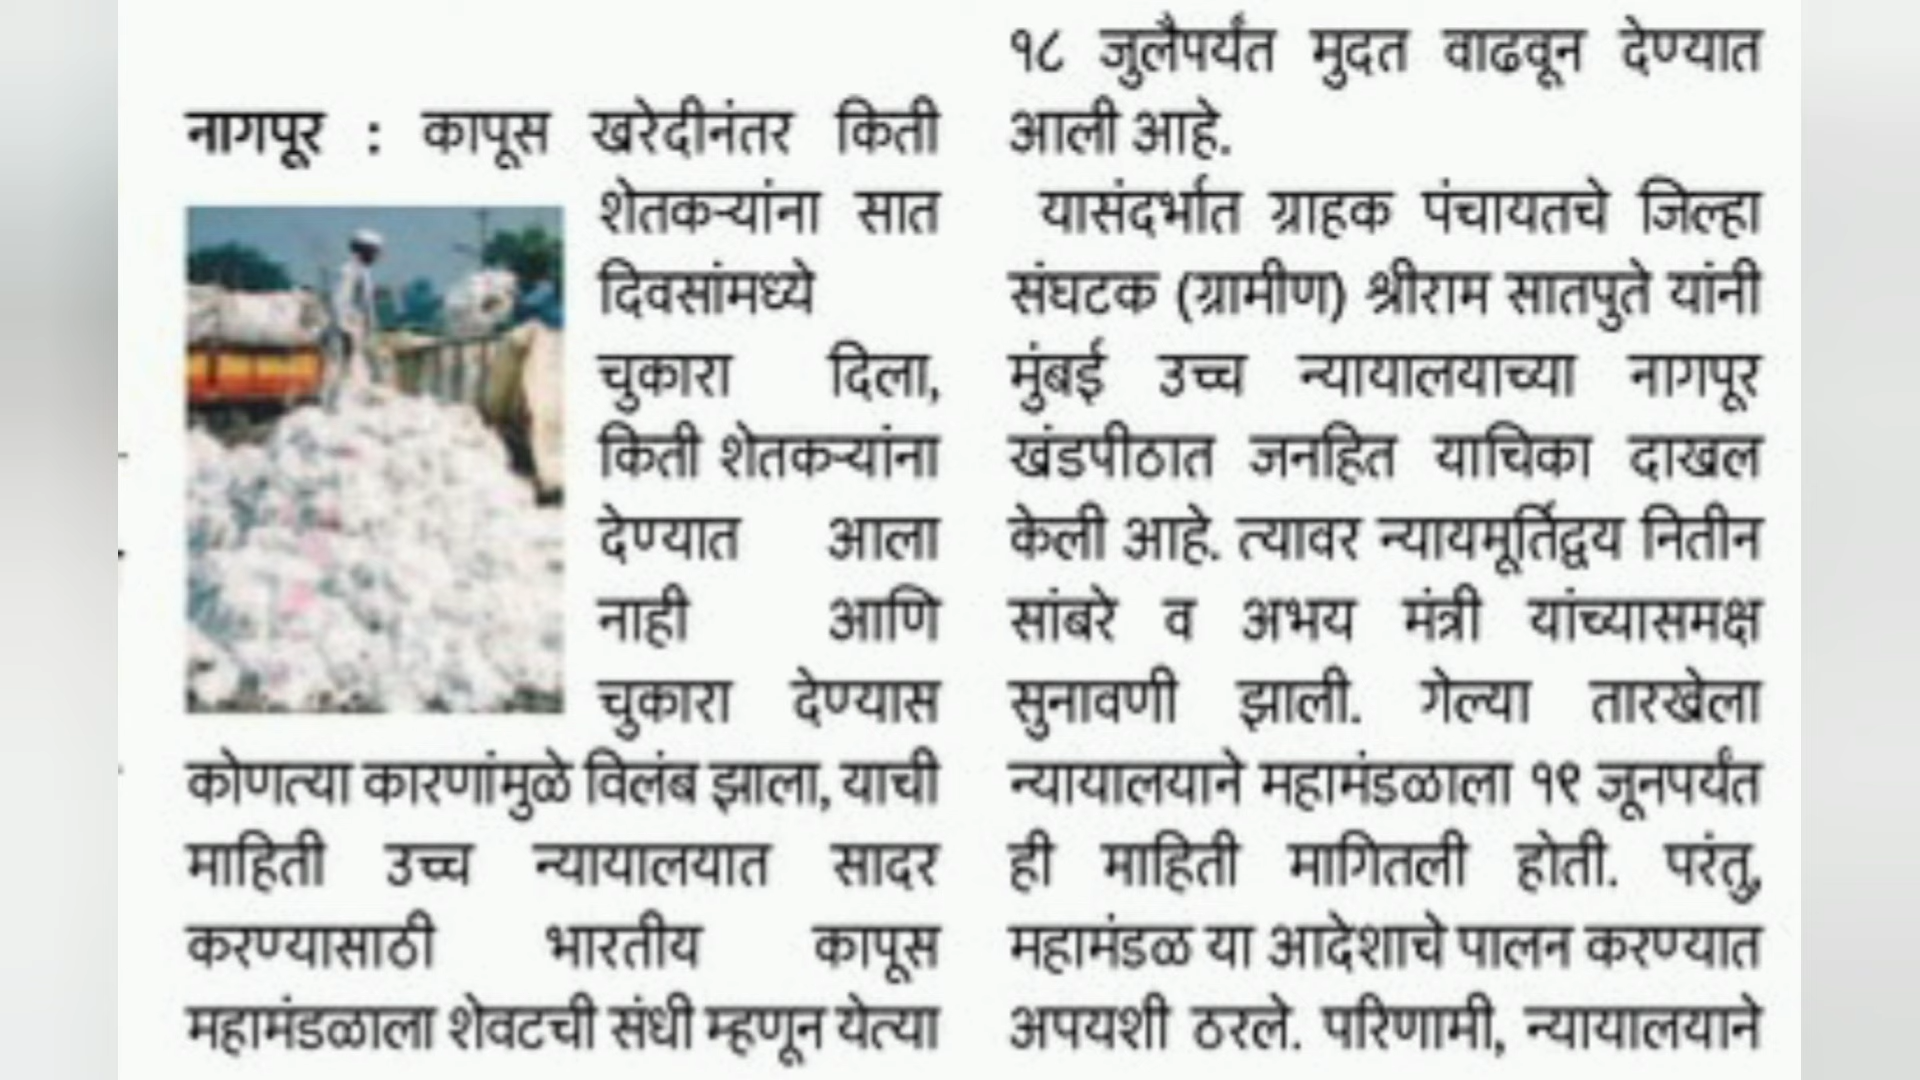 नागपूर : कापूस खरेदीनंतर किती
शेतकऱ्यांना सात
दिवसांमध्ये
चुकारा दिला,
किती शेतकऱ्यांना
देण्यात आला
नाही आणि
चुकारा देण्यास
कोणत्या कारणांमुळे विलंब झाला, याची
माहिती उच्च न्यायालयात सादर
करण्यासाठी भारतीय कापूस
महामंडळाला शेवटची संधी म्हणून येत्या
१८ जुलैपर्यंत मुदत वाढवून देण्यात
आली आहे.
यासंदर्भात ग्राहक पंचायतचे जिल्हा
संघटक (ग्रामीण) श्रीराम सातपुते यांनी
मुंबई उच्च न्यायालयाच्या नागपूर
खंडपीठात जनहित याचिका दाखल
केली आहे. त्यावर न्यायमूर्तिद्वय नितीन
सांबरे व अभय मंत्री यांच्यासमक्ष
सुनावणी झाली. गेल्या तारखेला
न्यायालयाने महामंडळाला १९ जूनपर्यंत
ही माहिती मागितली होती. परंतु,
महामंडळ या आदेशाचे पालन करण्यात
अपयशी ठरले. परिणामी, न्यायालयाने